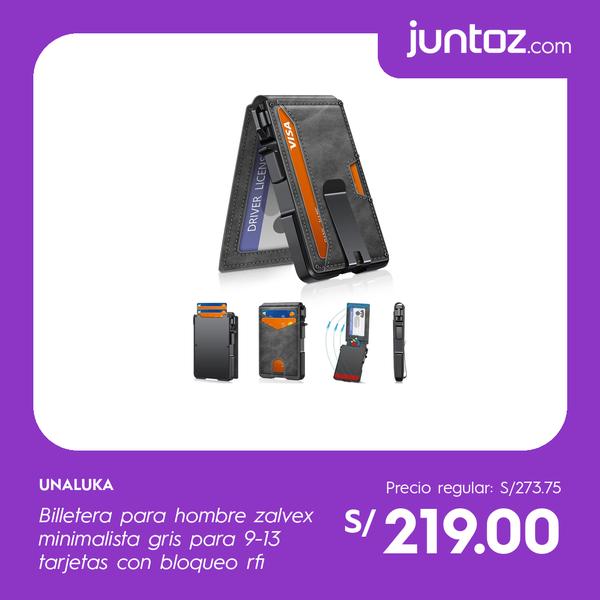 juntoz.com
VISA
DRIVER LICENS
UNALUKA
Billetera para hombre zalvex
minimalista gris para 9-13
tarjetas con bloqueo rfi
Precio regular: S/273.75
S/ 219.00